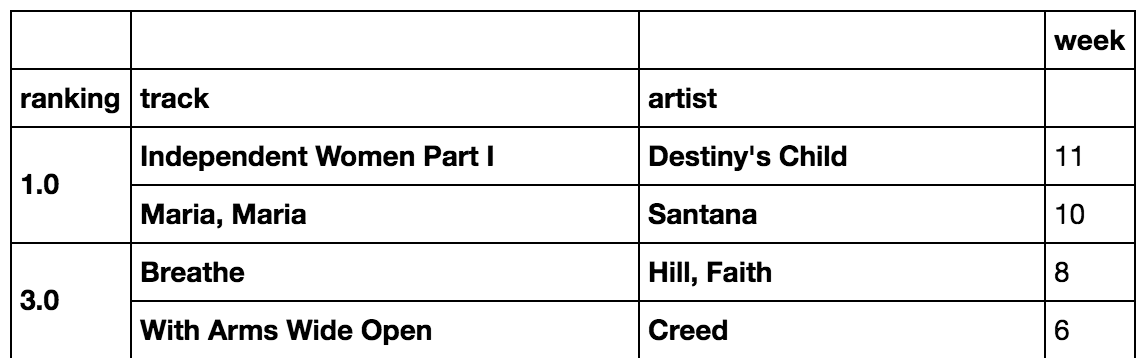 week
ranking track artist
1.0 Independent Women Part I Destiny's Child 11
Maria, Maria Santana 10
3.0 Breathe Hill, Faith 8
With Arms Wide Open Creed 6